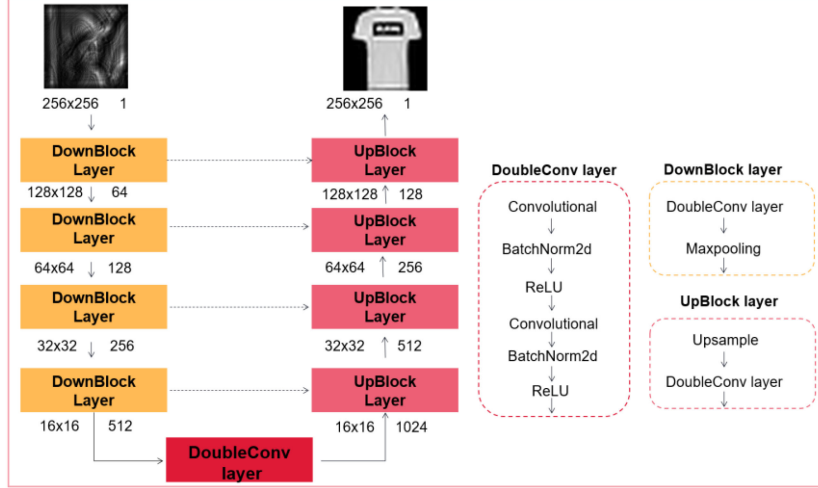 256x256 1
DownBlock
Layer
128x128 64
DownBlock
Layer
64x64 128
DownBlock
Layer
32x32 256
DownBlock
Layer
16x16 512
DoubleConv
layer
256x256 1
UpBlock
Layer
128x128 128
UpBlock
Layer
64x64 256
UpBlock
Layer
32x32 512
UpBlock
Layer
16x16 1024
DoubleConv layer
Convolutional
BatchNorm2d
ReLU
Convolutional
BatchNorm2d
ReLU
DownBlock layer
DoubleConv layer
Maxpooling
UpBlock layer
Upsample
DoubleConv layer